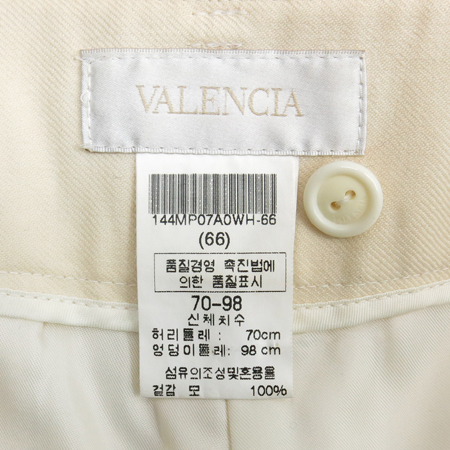 VALENCIA
144MP07A0WH-66
(66)
품질경영 촉진법에
의한 품질표시
70-98
신체치수
허리둘레 : 70cm
엉덩이둘레 : 98 cm
섬유의조성및혼용율
겉감 모 100%